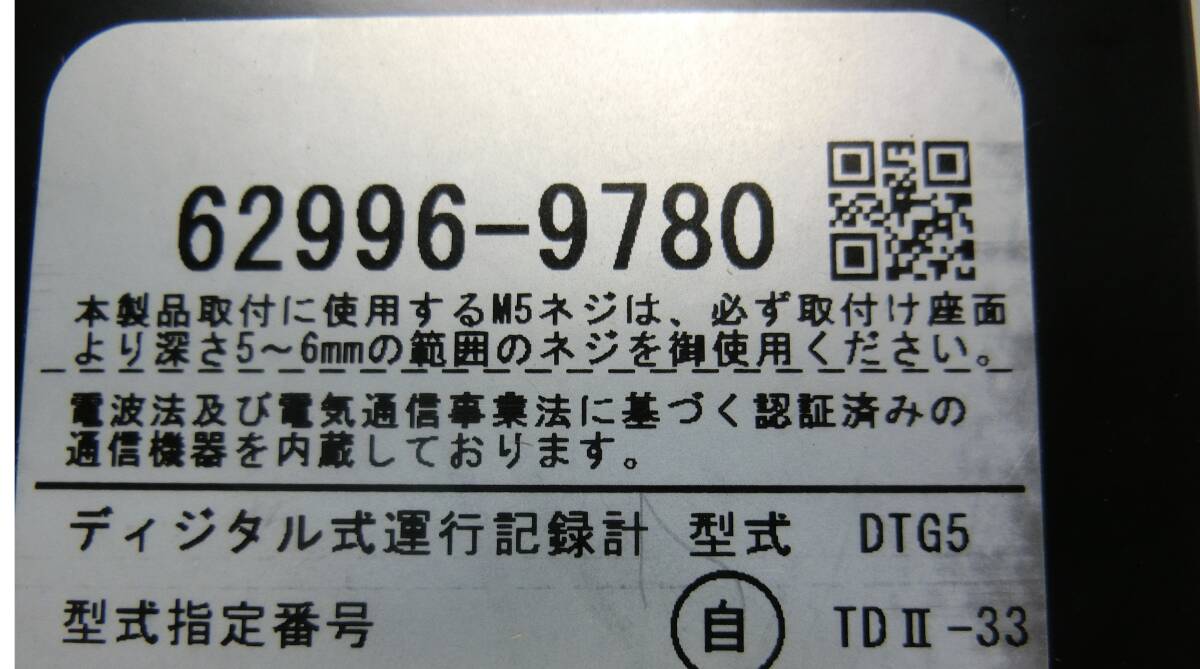 62996-9780
本製品取付に使用するM5ネジは、必ず取付け座面
より深さ5～6mmの範囲のネジを御使用ください。
電波法及び電気通信事業法に基づく認証済みの
通信機器を内蔵しております。
ディジタル式運行記録計 型式 DTG5
型式指定番号 自 TDⅡ-33